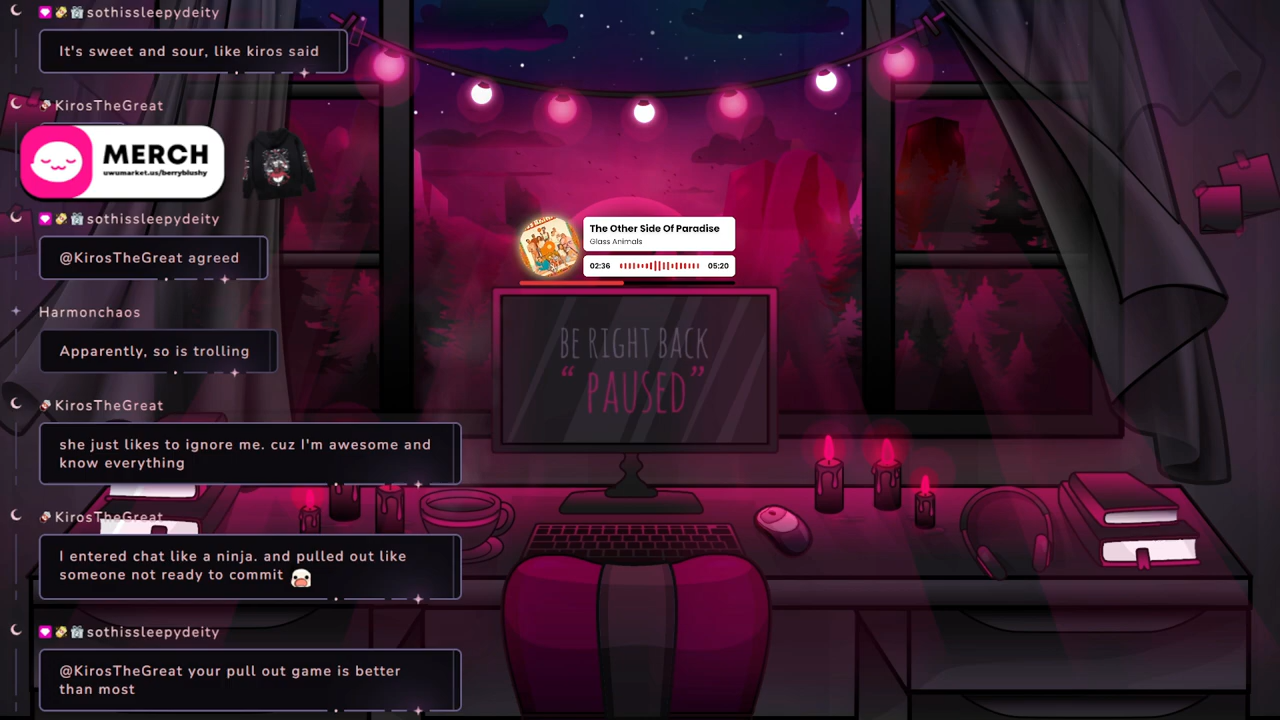 sothissleepydeity
It's sweet and sour, like kiros said
KirosTheGreat
MERCH
uwumarket.us/berryblushy
sothissleepydeity
@KirosTheGreat agreed
Harmonchaos
Apparently, so is trolling
KirosTheGreat
she just likes to ignore me. cuz I'm awesome and
know everything
KirosTheGreat
I entered chat like a ninja. and pulled out like
someone not ready to commit
sothissleepydeity
@KirosTheGreat your pull out game is better
than most
The Other Side Of Paradise
Glass Animals
02:36 05:20
BE RIGHT BACK
“ PAUSED”